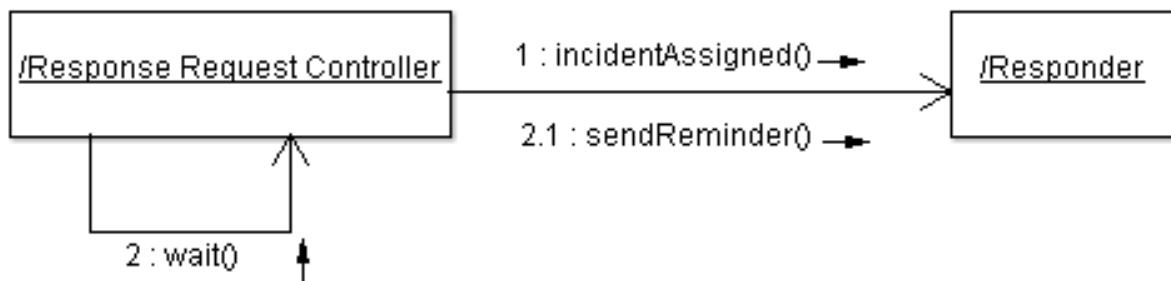 /Response Request Controller
1 : incidentAssigned()
/Responder
2.1 : sendReminder()
2 : wait()